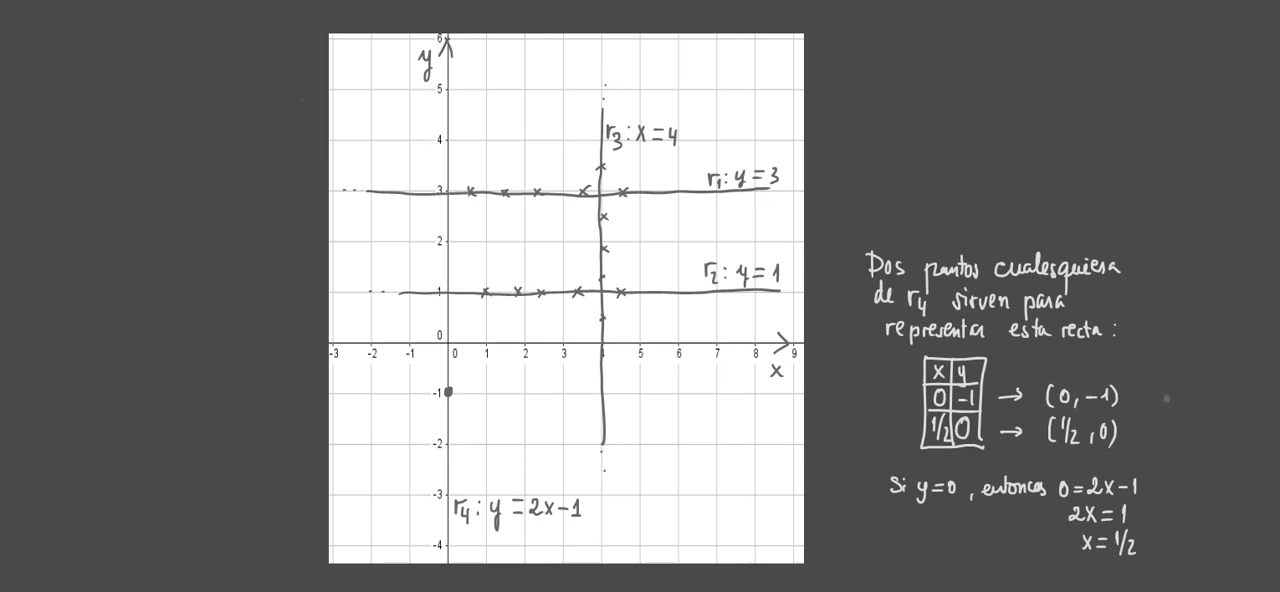 6
y
5
4
r3: x=4
3
r1: y=3
2
r2: y=1
1
0
-3 -2 -1 0 1 2 3 4 5 6 7 8 9
x
-1
-2
-3
r4: y=2x-1
-4
Dos puntos cualesquiera
de r4 sirven para
representar esta recta:
x y
0 -1 → (0,-1)
1/2 0 → (1/2,0)
Si y=0, entonces 0=2x-1
2x=1
x=1/2